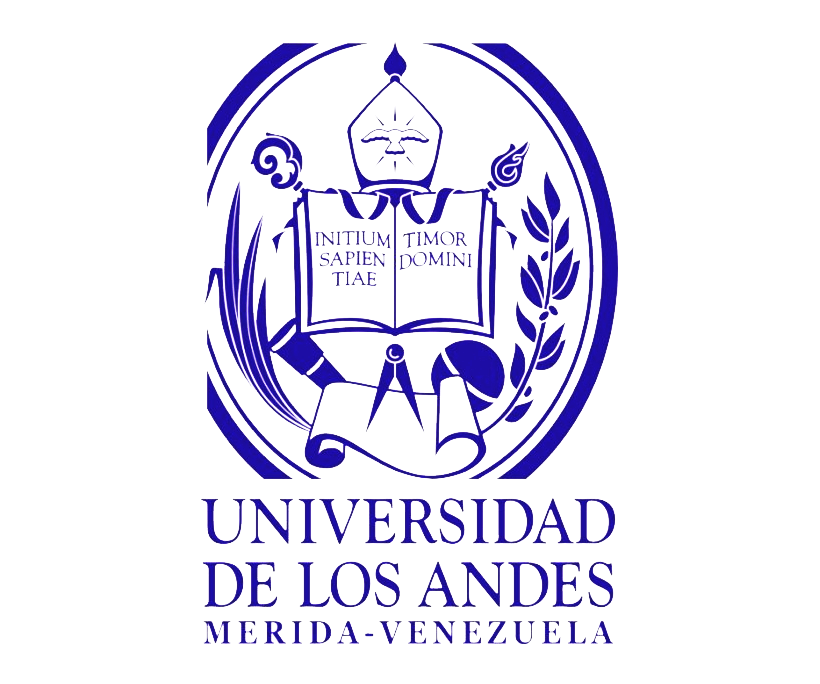 INITIUM
SAPIEN
TIAE
TIMOR
DOMINI
UNIVERSIDAD
DE LOS ANDES
MERIDA-VENEZUELA